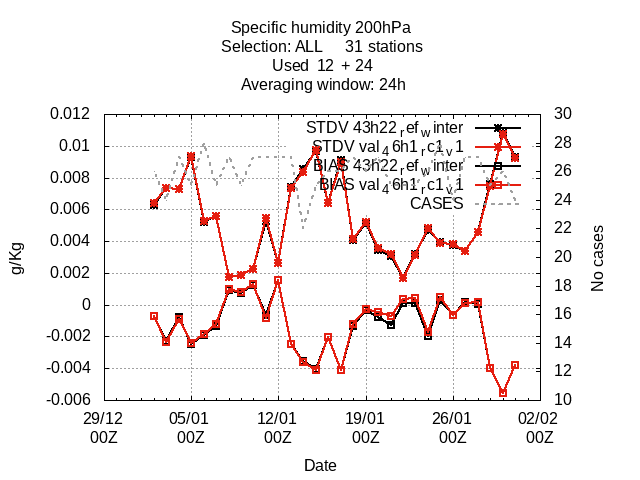 Specific humidity 200hPa
Selection: ALL 31 stations
Used 12 + 24
Averaging window: 24h
STDV 43h22_ref_winter
STDV val_46h1_rc1_v1
BIAS 43h22_ref_winter
BIAS val_46h1_rc1_v1
CASES
g/Kg
0.012
0.01
0.008
0.006
0.004
0.002
0
-0.002
-0.004
-0.006
No cases
30
28
26
24
22
20
18
16
14
12
10
29/12 05/01 12/01 19/01 26/01 02/02
00Z 00Z 00Z 00Z 00Z 00Z
Date